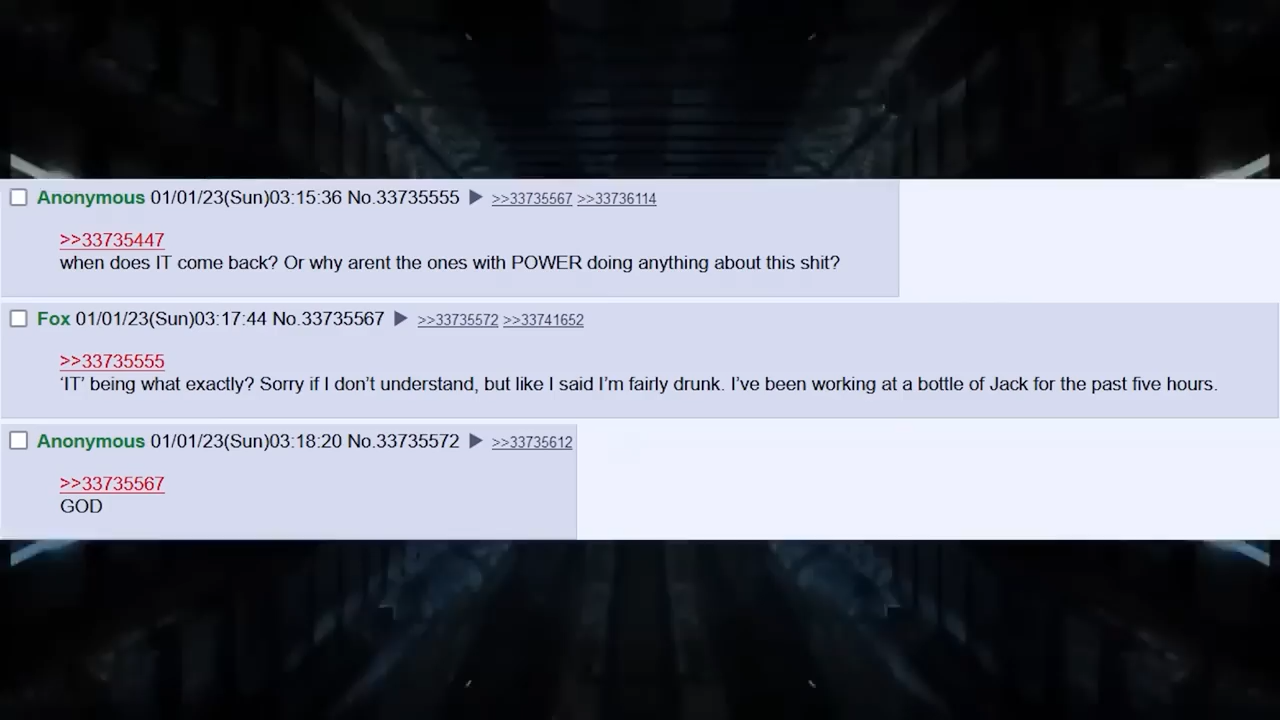 Anonymous 01/01/23(Sun)03:15:36 No.33735555 ▶ >>33735567 >>33736114
>>33735447
when does IT come back? Or why arent the ones with POWER doing anything about this shit?
Fox 01/01/23(Sun)03:17:44 No.33735567 ▶ >>33735572 >>33741652
>>33735555
‘IT’ being what exactly? Sorry if I don’t understand, but like I said I’m fairly drunk. I’ve been working at a bottle of Jack for the past five hours.
Anonymous 01/01/23(Sun)03:18:20 No.33735572 ▶ >>33735612
>>33735567
GOD